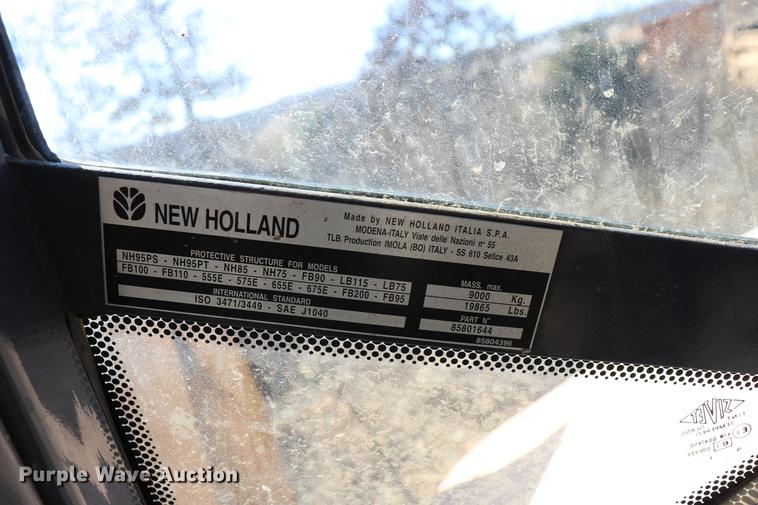 NEW HOLLAND
Made by NEW HOLLAND ITALIA S.P.A.
MODENA-ITALY Viale delle Nazioni n° 55
TLB Production IMOLA (BO) ITALY - SS 610 Selice 43A
PROTECTIVE STRUCTURE FOR MODELS
NH95PS - NH95PT - NH85 - NH75 - FB90 - LB115 - LB75
FB100 - FB110 - 555E - 575E - 655E - 675E - FB200 - FB95
INTERNATIONAL STANDARD
ISO 3471/3449 - SAE J1040
MASS. max.
9000 Kg.
19865 Lbs.
PART N°
85801644
85804396
SIVET
Purple Wave Auction